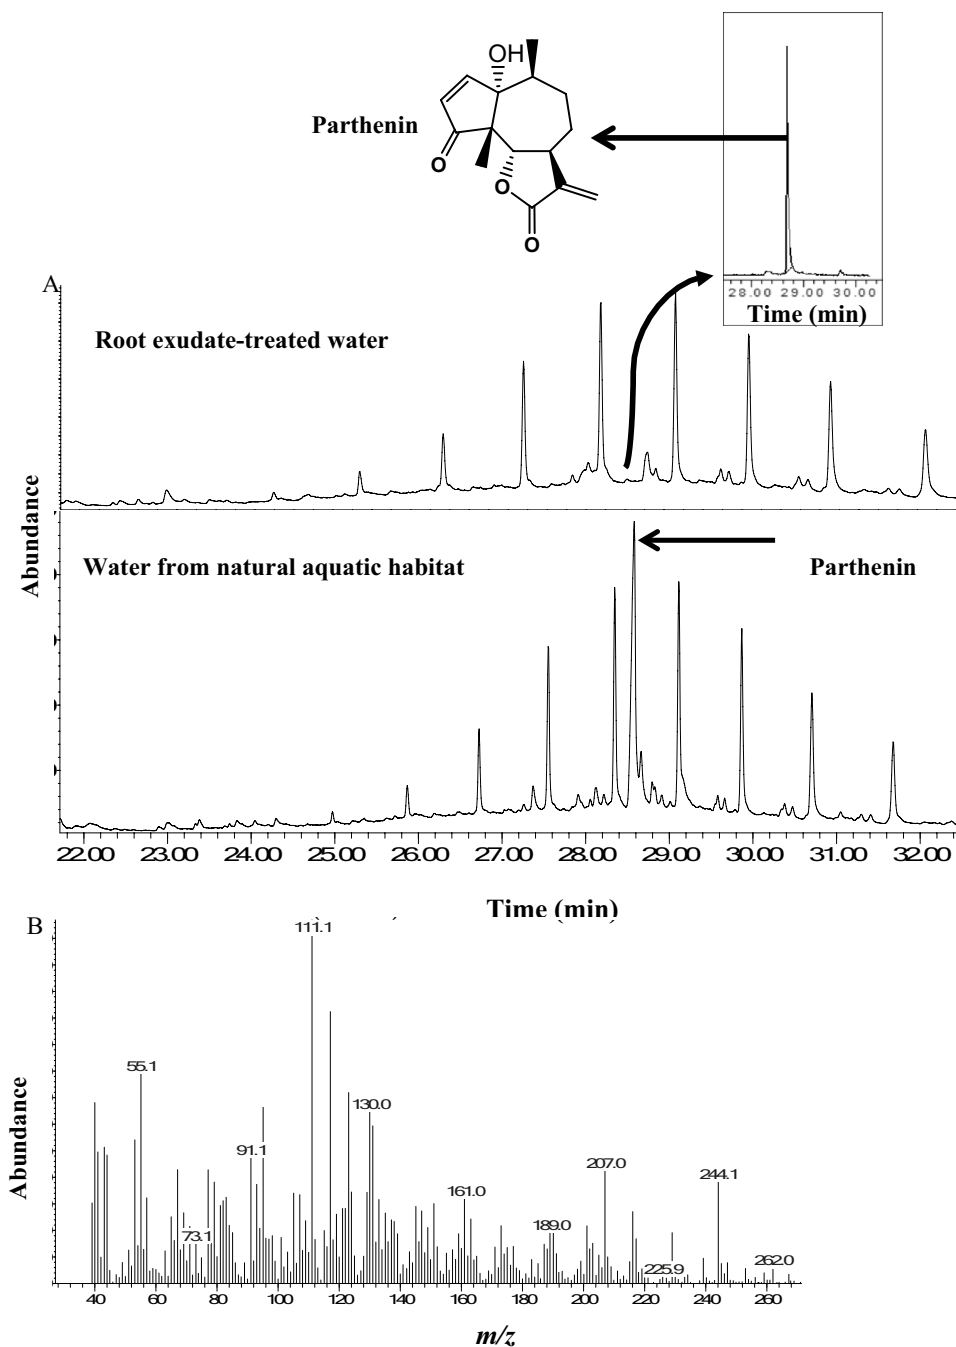 OH
Parthenin
O
O
O
28.00 29.00 30.00
Time (min)
A
Root exudate-treated water
Abundance
Water from natural aquatic habitat
Parthenin
22.00 23.00 24.00 25.00 26.00 27.00 28.00 29.00 30.00 31.00 32.00
Time (min)
B
111.1
55.1
130.0
91.1
207.0
244.1
161.0
73.1
189.0
225.9
262.0
Abundance
40 60 80 100 120 140 160 180 200 220 240 260
m/z